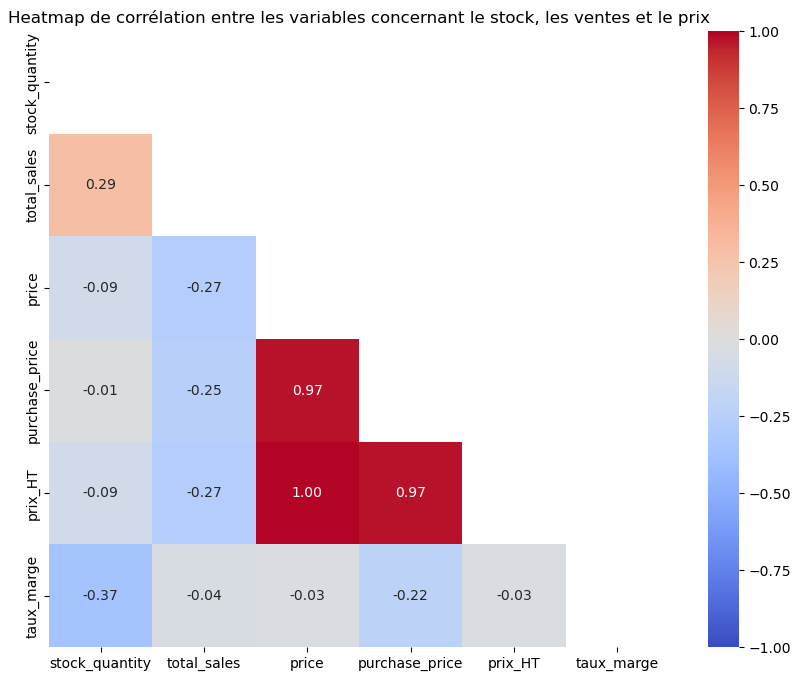 Heatmap de corrélation entre les variables concernant le stock, les ventes et le prix
stock_quantity
total_sales
0.29
price
-0.09 -0.27
purchase_price
-0.01 -0.25 0.97
prix_HT
-0.09 -0.27 1.00 0.97
taux_marge
-0.37 -0.04 -0.03 -0.22 -0.03
stock_quantity total_sales price purchase_price prix_HT taux_marge
1.00
0.75
0.50
0.25
0.00
−0.25
−0.50
−0.75
−1.00